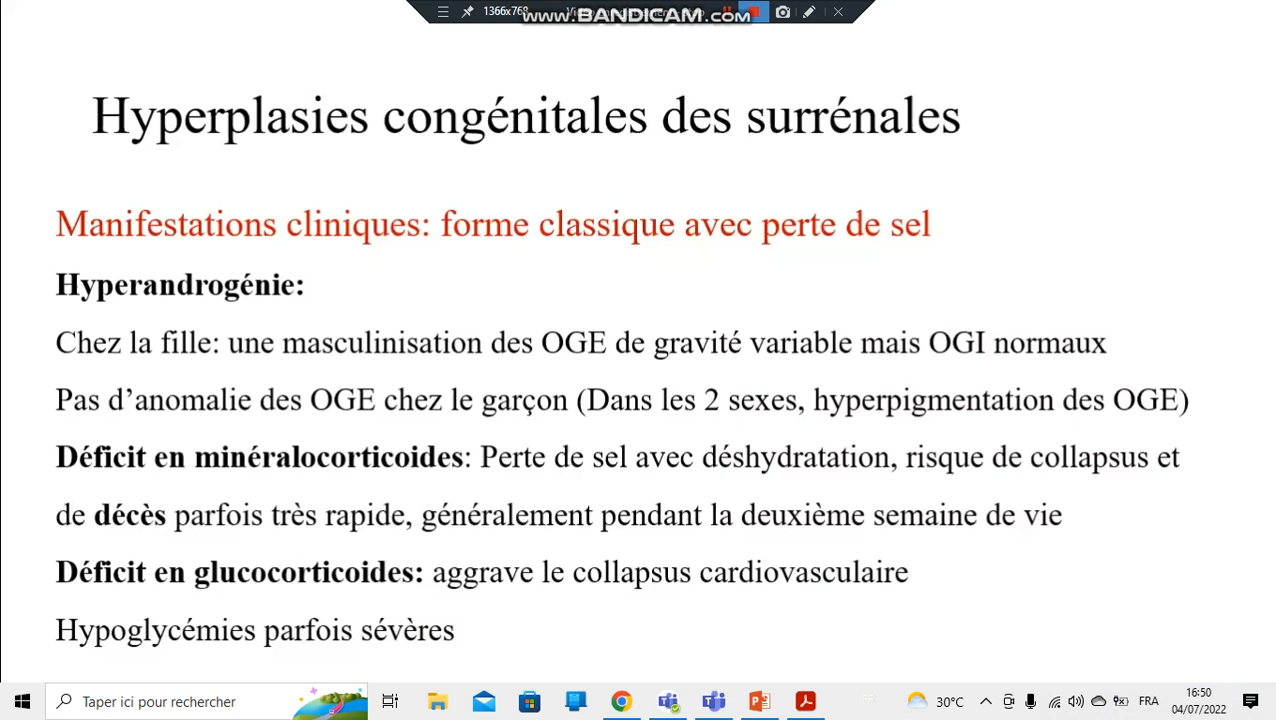 1366x768
www.BANDICAM.com
Hyperplasies congénitales des surrénales
Manifestations cliniques: forme classique avec perte de sel
Hyperandrogénie:
Chez la fille: une masculinisation des OGE de gravité variable mais OGI normaux
Pas d’anomalie des OGE chez le garçon (Dans les 2 sexes, hyperpigmentation des OGE)
Déficit en minéralocorticoides: Perte de sel avec déshydratation, risque de collapsus et
de décès parfois très rapide, généralement pendant la deuxième semaine de vie
Déficit en glucocorticoides: aggrave le collapsus cardiovasculaire
Hypoglycémies parfois sévères
Taper ici pour rechercher
30°C
FRA
16:50
04/07/2022